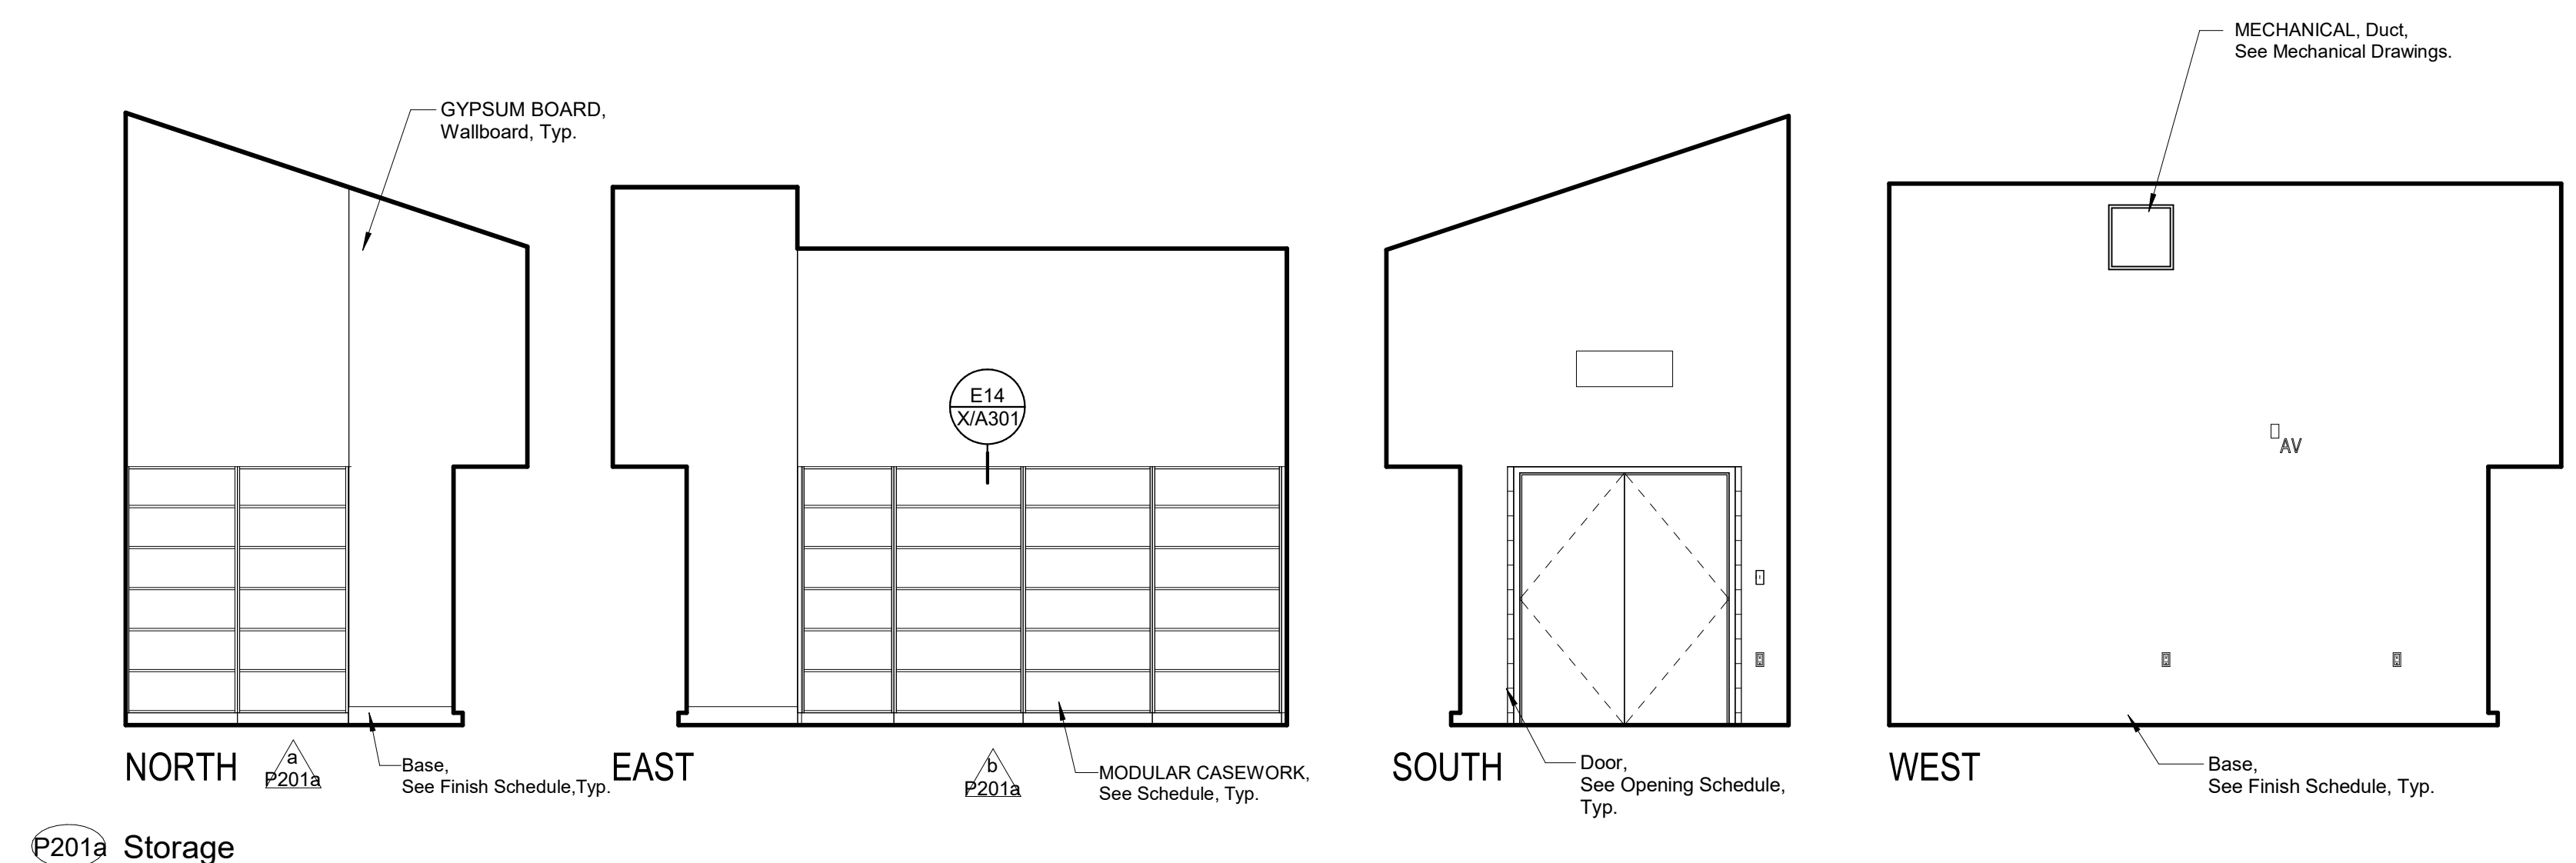 MECHANICAL, Duct,
See Mechanical Drawings.
GYPSUM BOARD,
Wallboard, Typ.
E14
X/A301
AV
NORTH
a
P201a
Base,
See Finish Schedule,Typ.
EAST
b
P201a
MODULAR CASEWORK,
See Schedule, Typ.
SOUTH
Door,
See Opening Schedule,
Typ.
WEST
Base,
See Finish Schedule, Typ.
P201a Storage